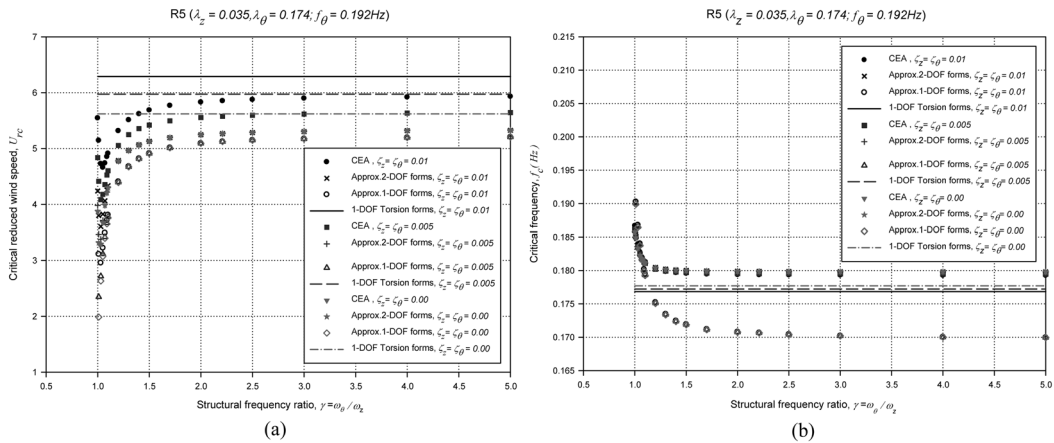 R5 (λz = 0.035, λθ = 0.174; fθ = 0.192Hz)
7
6
5
4
3
2
1
Critical reduced wind speed, Urc
CEA , ζz= ζθ= 0.01
Approx.2-DOF forms, ζz= ζθ= 0.01
Approx.1-DOF forms, ζz= ζθ= 0.01
1-DOF Torsion forms, ζz= ζθ= 0.01
CEA , ζz= ζθ= 0.005
Approx.2-DOF forms, ζz= ζθ= 0.005
Approx.1-DOF forms, ζz= ζθ= 0.005
1-DOF Torsion forms, ζz= ζθ= 0.005
CEA , ζz= ζθ= 0.00
Approx.2-DOF forms, ζz= ζθ= 0.00
Approx.1-DOF forms, ζz= ζθ= 0.00
1-DOF Torsion forms, ζz= ζθ= 0.00
0.5 1.0 1.5 2.0 2.5 3.0 3.5 4.0 4.5 5.0
Structural frequency ratio, γ=ωθ/ωz
(a)
R5 (λz = 0.035, λθ = 0.174; fθ = 0.192Hz)
0.215
0.210
0.205
0.200
0.195
0.190
0.185
0.180
0.175
0.170
0.165
Critical frequency, fc(Hz)
CEA , ζz= ζθ= 0.01
Approx.2-DOF forms, ζz= ζθ= 0.01
Approx.1-DOF forms, ζz= ζθ= 0.01
1-DOF Torsion forms, ζz= ζθ= 0.01
CEA , ζz= ζθ= 0.005
Approx.2-DOF forms, ζz= ζθ= 0.005
Approx.1-DOF forms, ζz= ζθ= 0.005
1-DOF Torsion forms, ζz= ζθ= 0.005
CEA , ζz= ζθ= 0.00
Approx.2-DOF forms, ζz= ζθ= 0.00
Approx.1-DOF forms, ζz= ζθ= 0.00
1-DOF Torsion forms, ζz= ζθ= 0.00
0.5 1.0 1.5 2.0 2.5 3.0 3.5 4.0 4.5 5.0
Structural frequency ratio, γ=ωθ/ωz
(b)